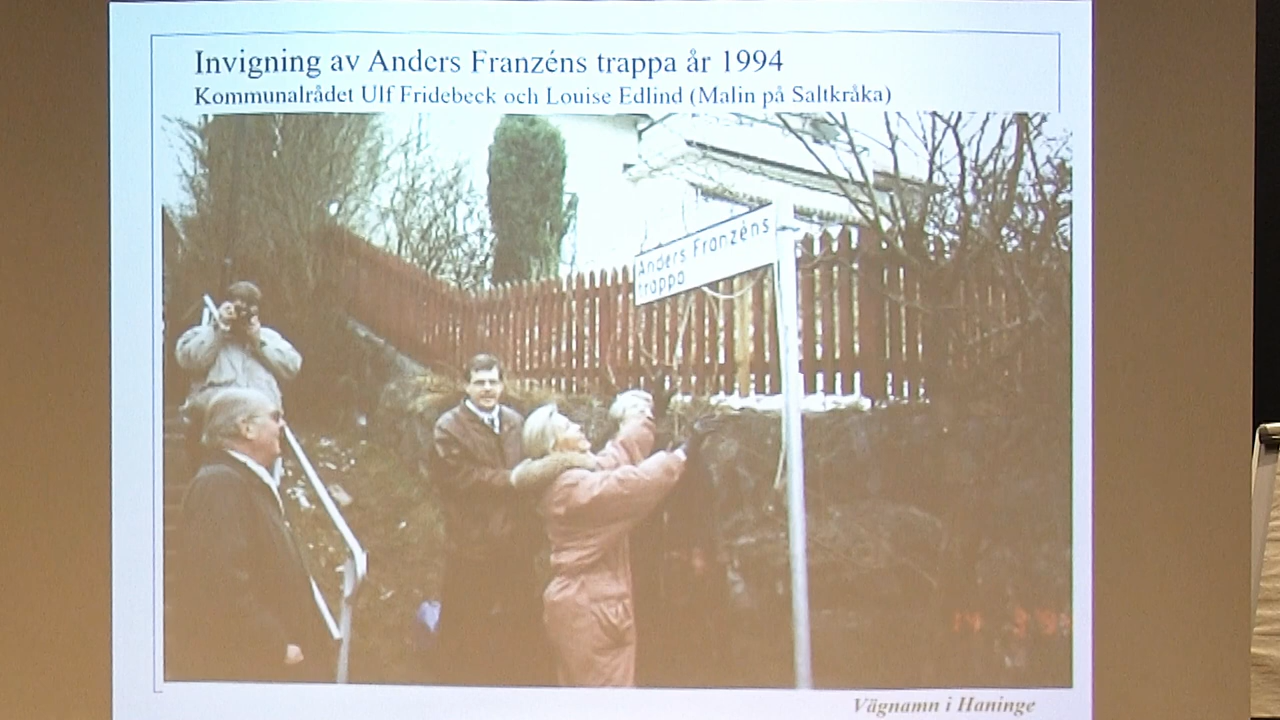 Invigning av Anders Franzéns trappa år 1994
Kommunalrådet Ulf Fridebeck och Louise Edlind (Malin på Saltkråka)
Anders Franzéns
trappa
Vägnamn i Haninge